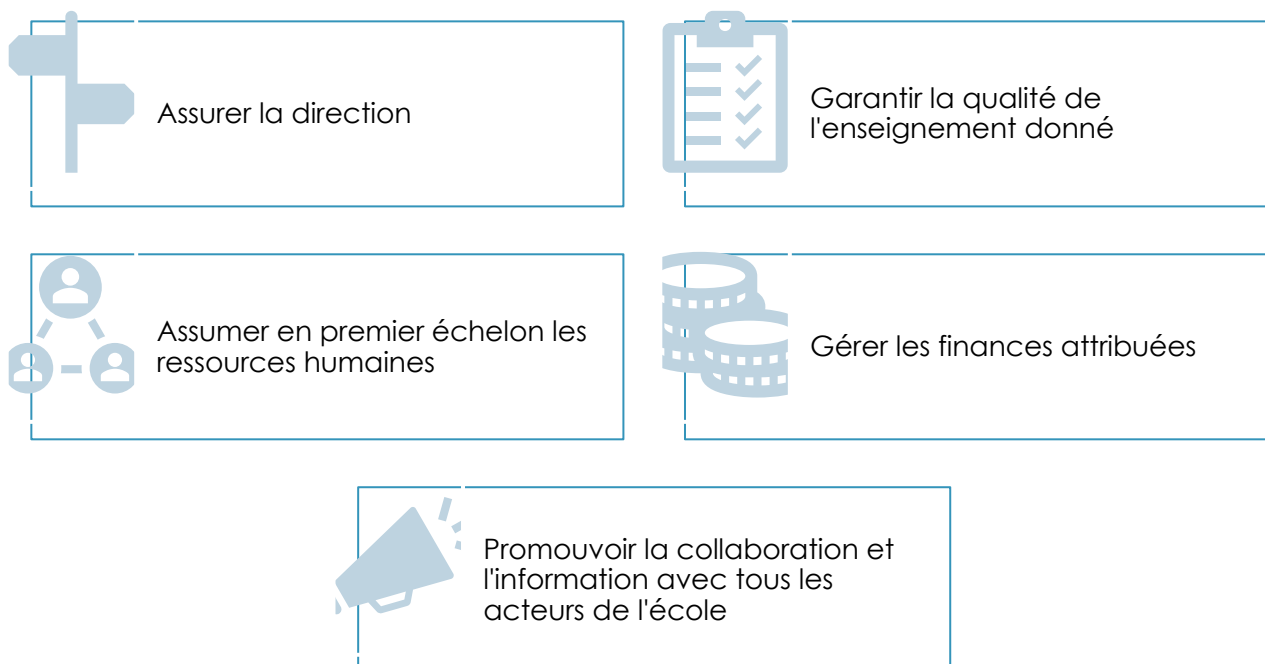 Assurer la direction
Garantir la qualité de
l'enseignement donné
Assumer en premier échelon les
ressources humaines
Gérer les finances attribuées
Promouvoir la collaboration et
l'information avec tous les
acteurs de l'école